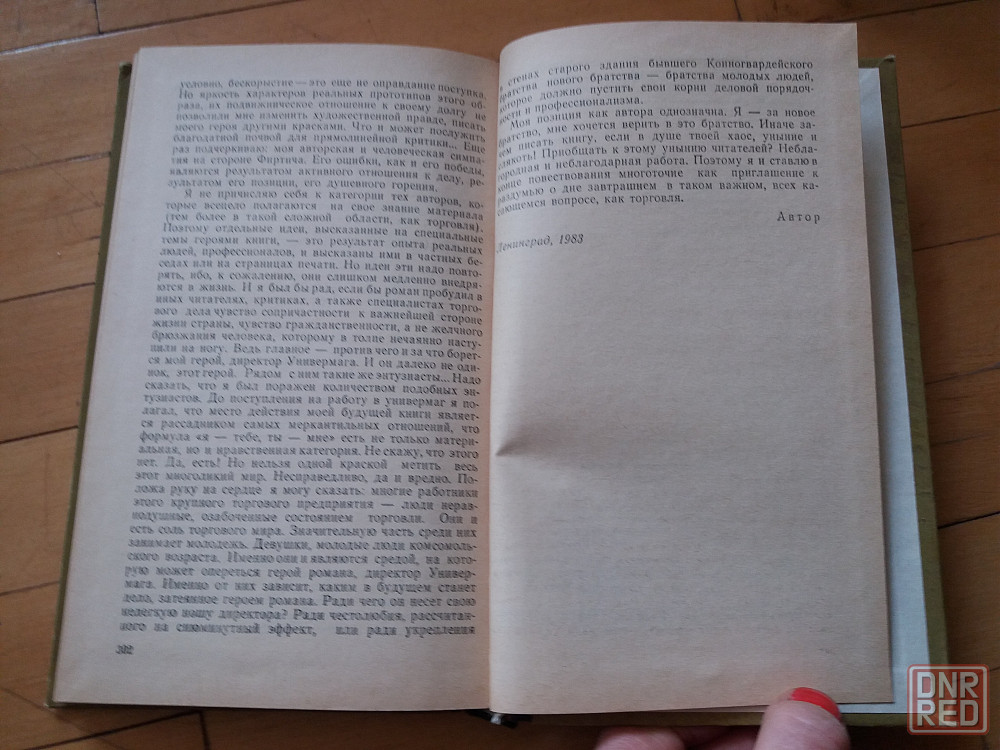 условно, бескорыстие — это еще не оправдание поступка.
Но яркость характеров реальных прототипов этого об-
раза, их подвижническое отношение к своему долгу не
позволили мне изменить художественной правде, писать
моего героя другими красками. Что и может послужить
благодатной почвой для прямолинейной критики... Еще
раз подчеркиваю: моя авторская и человеческая симпа-
тия на стороне Фиртича. Его ошибки, как и его победы,
являются результатом активного отношения к делу, ре-
зультатом его позиции, его душевного горения.
Я не причисляю себя к категории тех авторов, ко-
торые всецело полагаются на свое знание материала
(тем более в такой сложной области, как торговля).
Поэтому отдельные идеи, высказанные на специальные
темы героями книги, — это результат опыта реальных
людей, профессионалов, и высказаны ими в частных бе-
седах или на страницах печати. Но идеи эти надо повто-
рять, ибо, к сожалению, они слишком медленно внедря-
ются в жизнь. И я был бы рад, если бы роман пробудил в
иных читателях, критиках, а также специалистах торго-
вого дела чувство сопричастности к важнейшей стороне
жизни страны, чувство гражданственности, а не желчного
брюзжания человека, которому в толпе нечаянно насту-
пили на ногу. Ведь главное — против чего и за что борет-
ся мой герой, директор Универмага. И он далеко не оди-
нок, этот герой. Рядом с ним такие же энтузиасты... Надо
сказать, что я был поражен количеством подобных эн-
тузиастов. До поступления на работу в универмаг я по-
лагал, что место действия моей будущей книги являет-
ся рассадником самых меркантильных отношений, что
формула «я — тебе, ты — мне» есть не только матери-
альная, но и нравственная категория. Не скажу, что этого
нет. Да, есть! Но нельзя одной краской метить весь
этот многоликий мир. Несправедливо, да и вредно. По-
ложа руку на сердце я могу сказать: многие работники
этого крупного торгового предприятия — люди нерав-
нодушные, озабоченные состоянием торговли. Они и
есть соль торгового мира. Значительную часть среди них
занимает молодежь. Девушки, молодые люди комсомоль-
ского возраста. Именно они и являются средой, на кото-
рую может опереться герой романа, директор Универ-
мага. Именно от них зависит, каким в будущем станет
дело, затеянное героем романа. Ради чего он несет свою
нелегкую ношу директора? Ради честолюбия, рассчитан-
ного на сиюминутный эффект, или ради укрепления
382
в стенах старого здания бывшего Конногвардейского
братства нового братства — братства молодых людей,
которое должно пустить свои корни деловой порядоч-
ности и профессионализма.
Моя позиция как автора однозначна. Я — за новое
братство, мне хочется верить в это братство. Иначе за-
чем писать книгу, если в душе твоей хаос, уныние и
слякоть! Приобщать к этому унынию читателей? Небла-
городная и неблагодарная работа. Поэтому я и ставлю в
конце повествования многоточие как приглашение к
раздумью о дне завтрашнем в таком важном, всех ка-
сающемся вопросе, как торговля.
Автор
Ленинград, 1983
DNR
RED